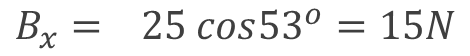 Bₓ = 25 cos53ᵒ = 15N